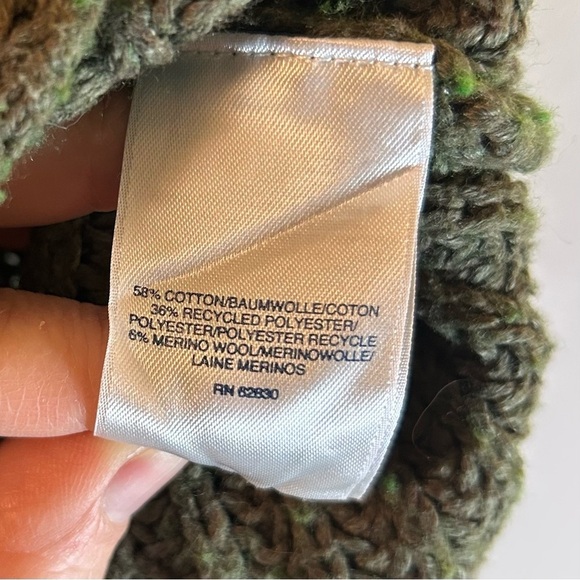 58% COTTON/BAUMWOLLE/COTON
36% RECYCLED POLYESTER/
POLYESTER/POLYESTER RECYCLE
6% MERINO WOOL/MERINOWOLLE/
LAINE MERINOS
RN 62830